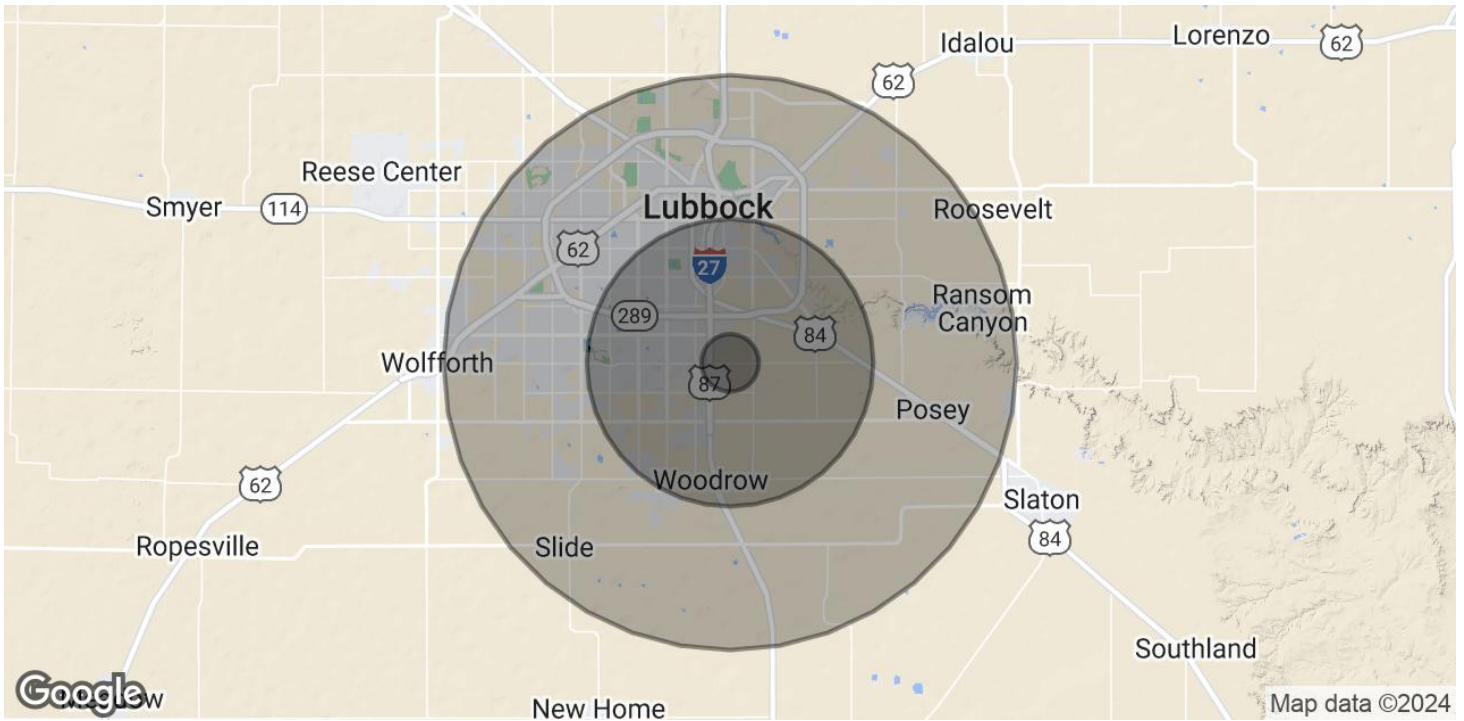 Idalou
Lorenzo
62
62
Reese Center
Smyer
114
Lubbock
Roosevelt
62
27
Ransom
Canyon
289
84
Wolfforth
87
Posey
Woodrow
62
Slaton
Ropesville
Slide
84
Southland
Google
Meadow
New Home
Map data ©2024